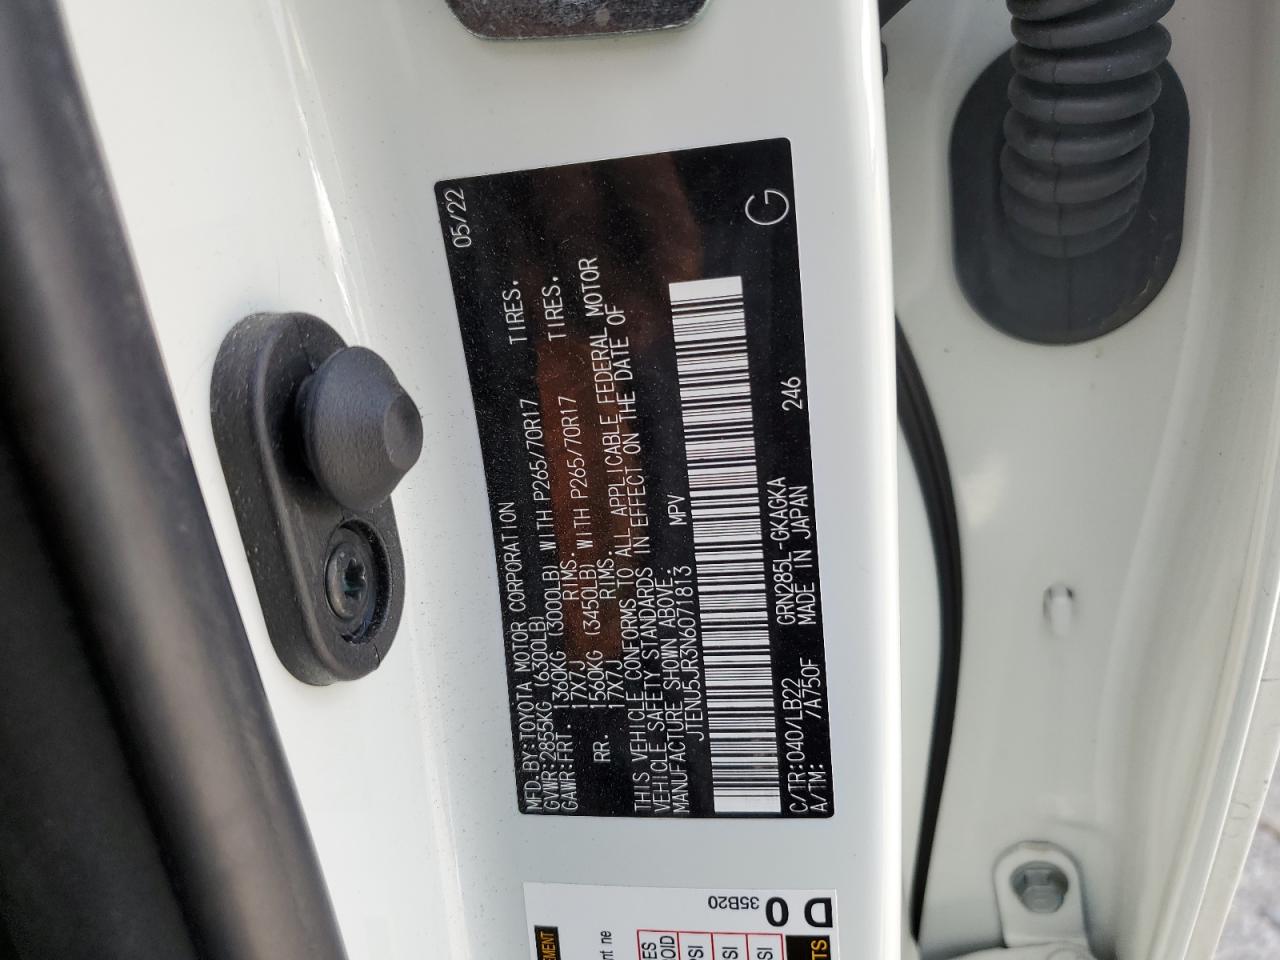 MFD.BY:TOYOTA MOTOR CORPORATION 05/22
GVWR:2855KG (6300LB)
GAWR:FRT. 1360KG (3000LB) WITH P265/70R17 TIRES.
17X7J RIMS.
RR. 1560KG (3450LB) WITH P265/70R17 TIRES.
17X7J RIMS.
THIS VEHICLE CONFORMS TO ALL APPLICABLE FEDERAL MOTOR
VEHICLE SAFETY STANDARDS IN EFFECT ON THE DATE OF
MANUFACTURE SHOWN ABOVE.
JTENU5JR3N6071813 MPV
G
C/TR:040/LB22 GRN285L-GKAGKA 246
A/TM: /A750F MADE IN JAPAN
35B20
D O